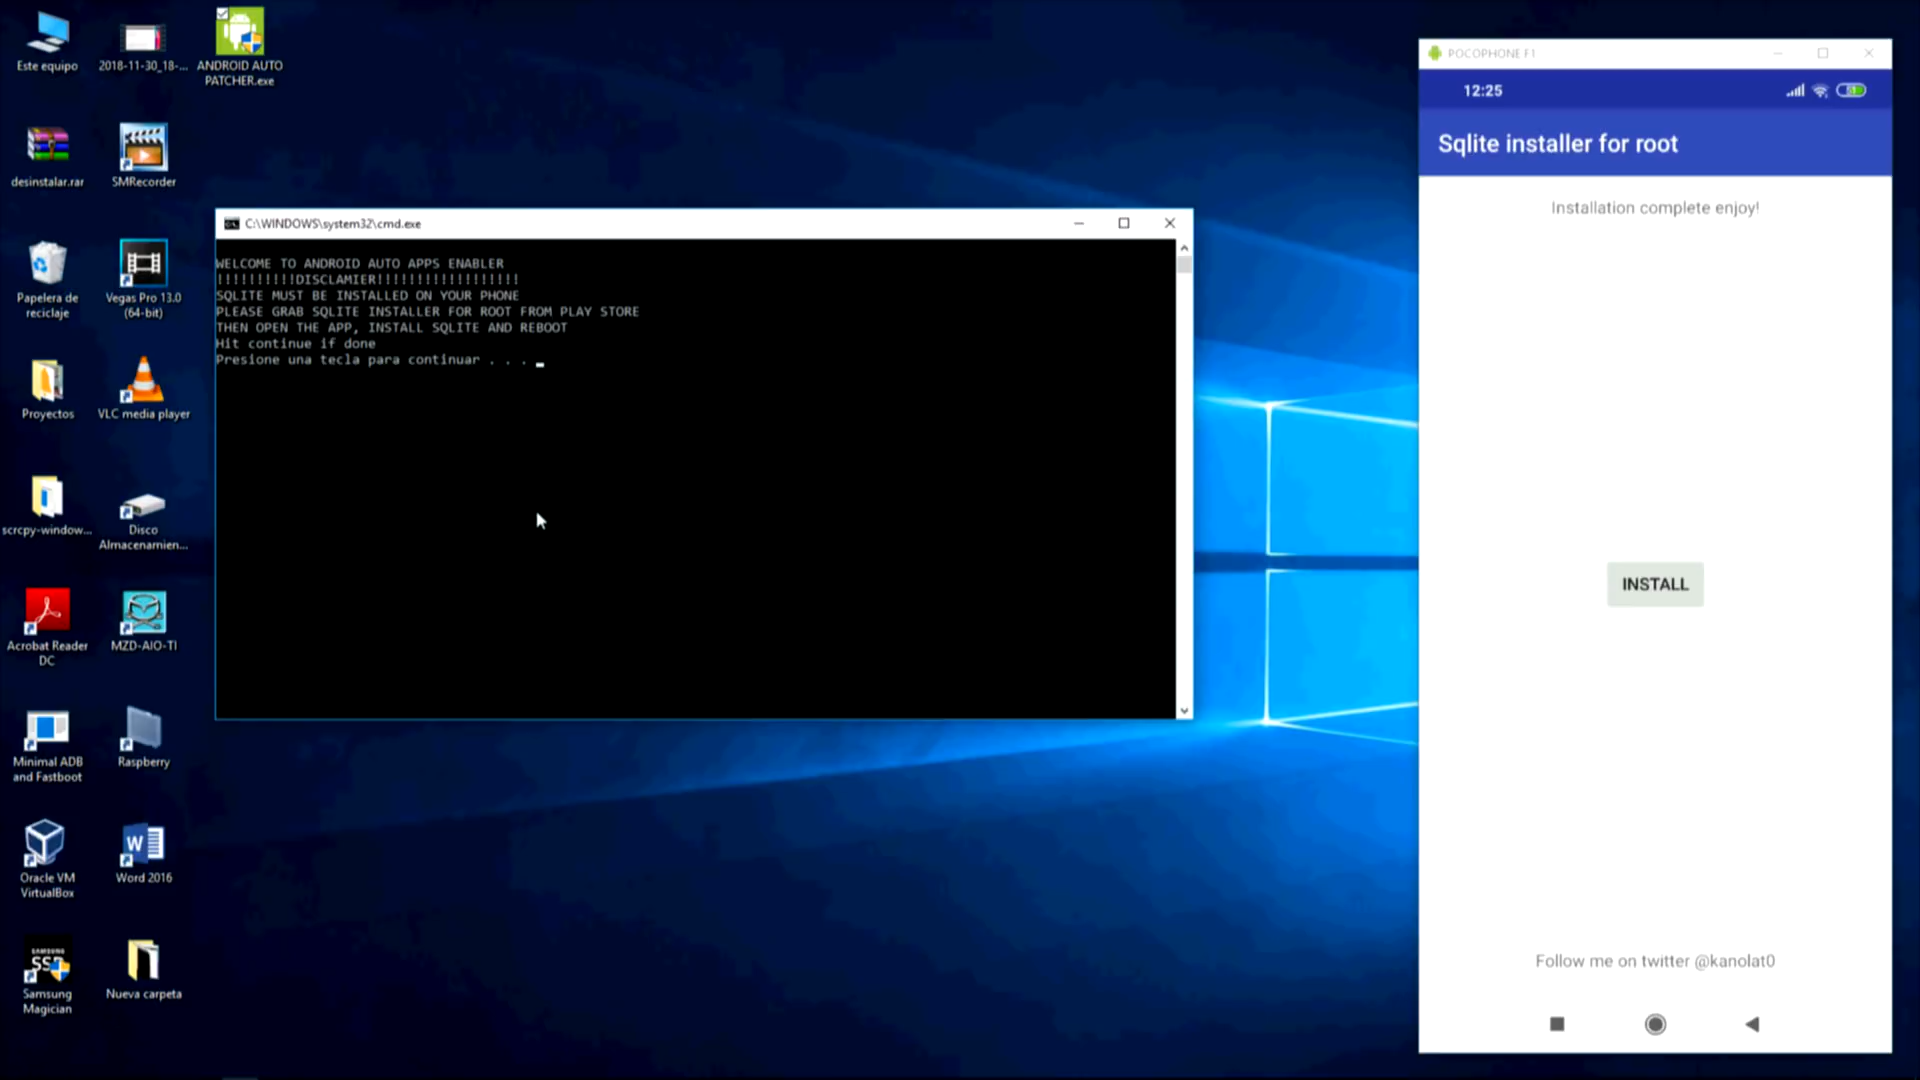 Este equipo
2018-11-30_18-...
ANDROID AUTO
PATCHER.exe
desinstalar.rar
SMRecorder
Papelera de
reciclaje
Vegas Pro 13.0
(64-bit)
Proyectos
VLC media player
scrcpy-window...
Disco
Almacenamien...
Acrobat Reader
DC
MZD-AIO-TI
Minimal ADB
and Fastboot
Raspberry
Oracle VM
VirtualBox
W
Word 2016
SAMSUNG
SSD
Samsung
Magician
Nueva carpeta
C:\WINDOWS\system32\cmd.exe
WELCOME TO ANDROID AUTO APPS ENABLER
!!!!!!!!!!DISCLAMIER!!!!!!!!!!!!!!!!!!
SQLITE MUST BE INSTALLED ON YOUR PHONE
PLEASE GRAB SQLITE INSTALLER FOR ROOT FROM PLAY STORE
THEN OPEN THE APP, INSTALL SQLITE AND REBOOT
Hit continue if done
Presione una tecla para continuar . . .
POCOPHONE F1
12:25
Sqlite installer for root
Installation complete enjoy!
INSTALL
Follow me on twitter @kanolat0